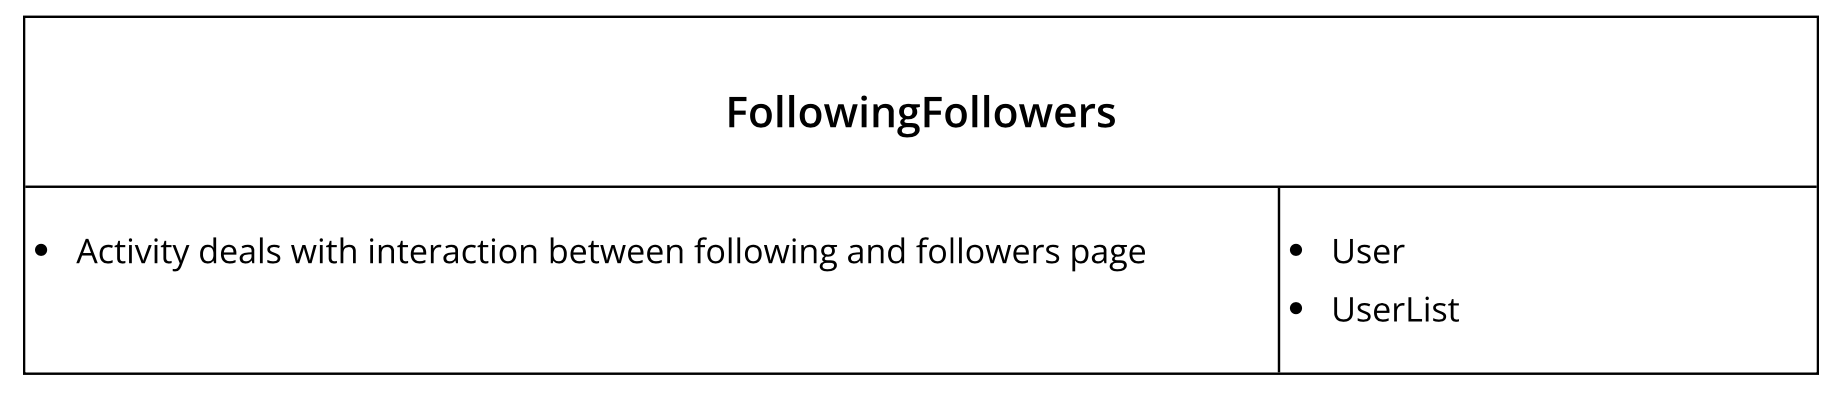 FollowingFollowers
• Activity deals with interaction between following and followers page
• User
• UserList